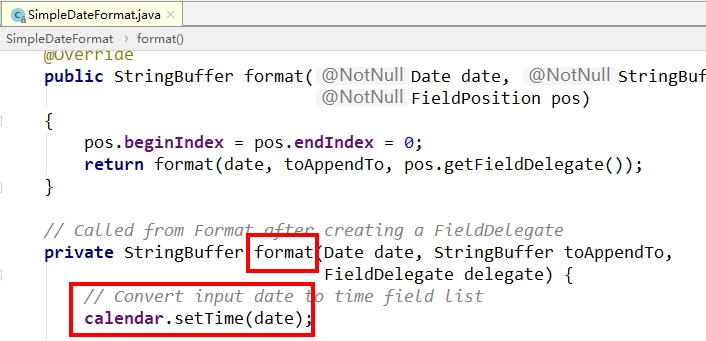 SimpleDateFormat.java ×
SimpleDateFormat › format()
@Override
public StringBuffer format( @NotNull Date date, @NotNull StringBuf
@NotNull FieldPosition pos)
{
pos.beginIndex = pos.endIndex = 0;
return format(date, toAppendTo, pos.getFieldDelegate());
}
// Called from Format after creating a FieldDelegate
private StringBuffer format(Date date, StringBuffer toAppendTo,
FieldDelegate delegate) {
// Convert input date to time field list
calendar.setTime(date);